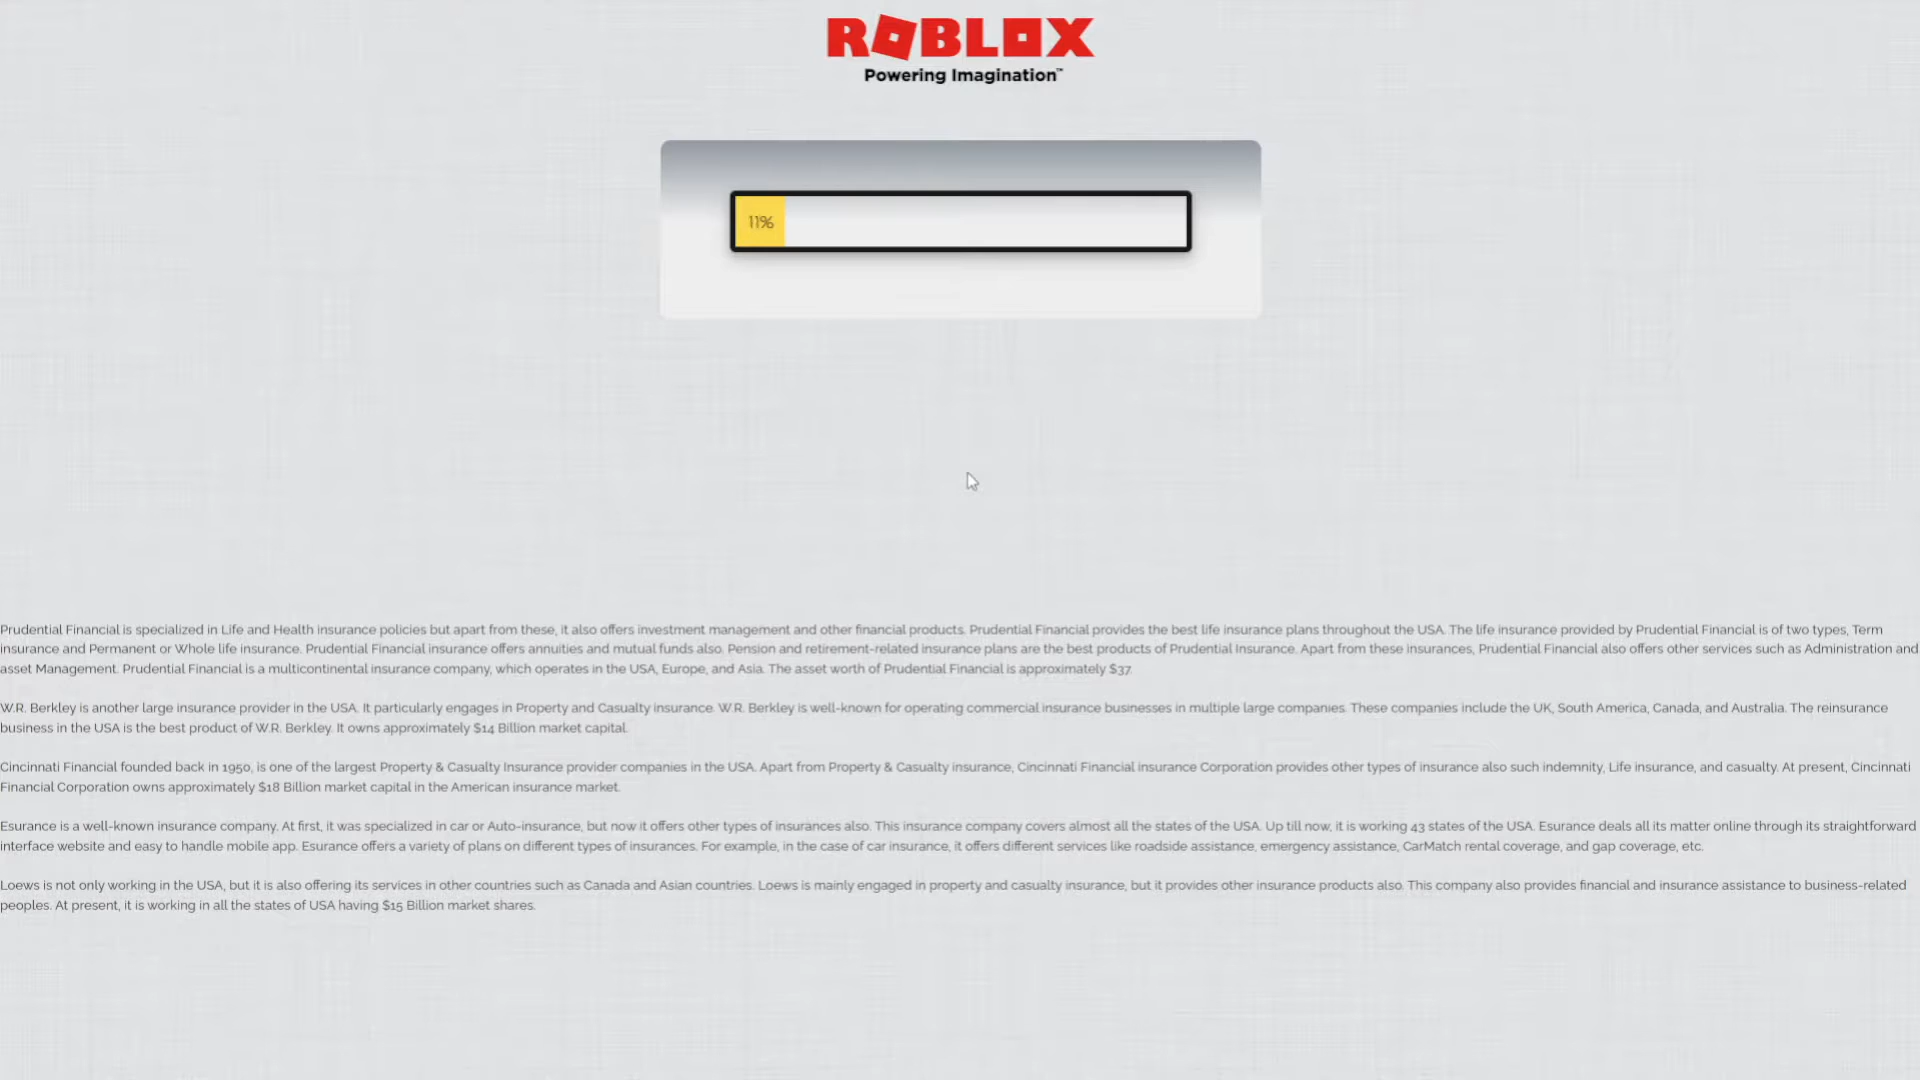 ROBLOX
Powering Imagination™
11%
Prudential Financial is specialized in Life and Health insurance policies but apart from these, it also offers investment management and other financial products. Prudential Financial provides the best life insurance plans throughout the USA. The life insurance provided by Prudential Financial is of two types, Term
insurance and Permanent or Whole life insurance. Prudential Financial insurance offers annuities and mutual funds also. Pension and retirement-related insurance plans are the best products of Prudential Insurance. Apart from these insurances, Prudential Financial also offers other services such as Administration and
asset Management. Prudential Financial is a multicontinental insurance company, which operates in the USA, Europe, and Asia. The asset worth of Prudential Financial is approximately $37.
W.R. Berkley is another large insurance provider in the USA. It particularly engages in Property and Casualty insurance. W.R. Berkley is well-known for operating commercial insurance businesses in multiple large companies. These companies include the UK, South America, Canada, and Australia. The reinsurance
business in the USA is the best product of W.R. Berkley. It owns approximately $14 Billion market capital.
Cincinnati Financial founded back in 1950, is one of the largest Property & Casualty Insurance provider companies in the USA. Apart from Property & Casualty insurance, Cincinnati Financial insurance Corporation provides other types of insurance also such indemnity, Life insurance, and casualty. At present, Cincinnati
Financial Corporation owns approximately $18 Billion market capital in the American insurance market.
Esurance is a well-known insurance company. At first, it was specialized in car or Auto-insurance, but now it offers other types of insurances also. This insurance company covers almost all the states of the USA. Up till now, it is working 43 states of the USA. Esurance deals all its matter online through its straightforward
interface website and easy to handle mobile app. Esurance offers a variety of plans on different types of insurances. For example, in the case of car insurance, it offers different services like roadside assistance, emergency assistance, CarMatch rental coverage, and gap coverage, etc.
Loews is not only working in the USA, but it is also offering its services in other countries such as Canada and Asian countries. Loews is mainly engaged in property and casualty insurance, but it provides other insurance products also. This company also provides financial and insurance assistance to business-related
peoples. At present, it is working in all the states of USA having $15 Billion market shares.